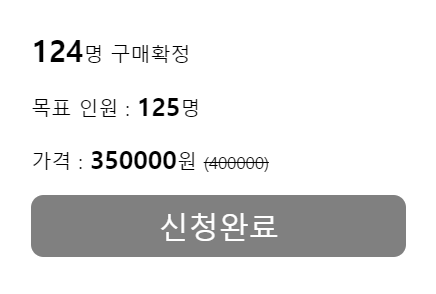 124명 구매확정
목표 인원 : 125명
가격 : 350000원 (400000)
신청완료